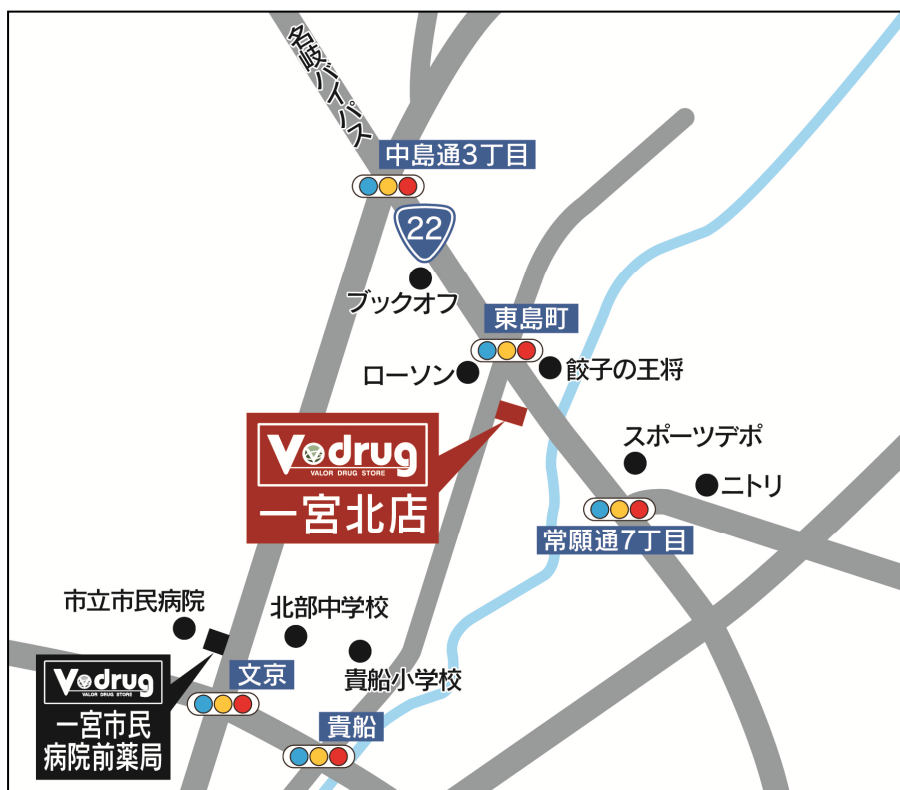 名岐バイパス
中島通3丁目
22
ブックオフ
東島町
ローソン
餃子の王将
Vdrug
VALOR DRUG STORE
一宮北店
スポーツデポ
ニトリ
常願通7丁目
市立市民病院
北部中学校
貴船小学校
文京
Vdrug
VALOR DRUG STORE
一宮市民
病院前薬局
貴船